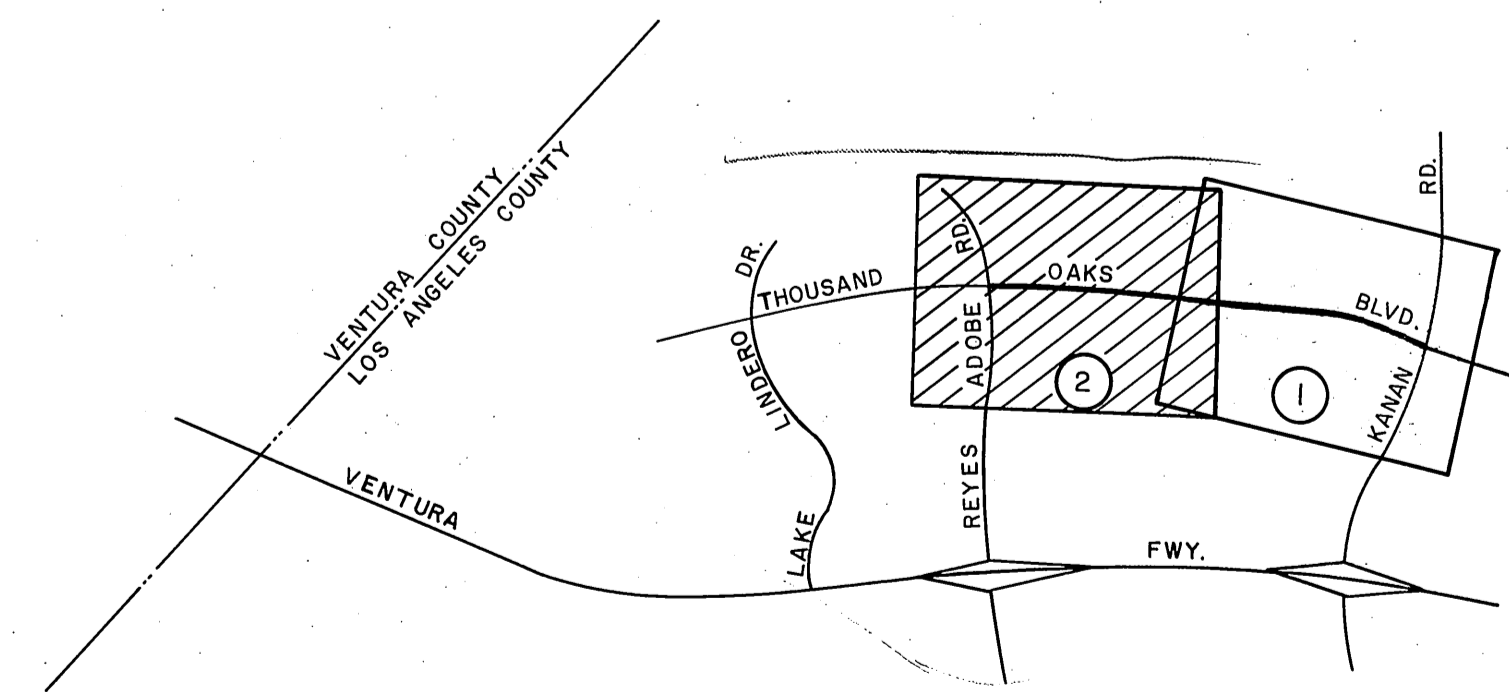 VENTURA COUNTY
LOS ANGELES COUNTY
VENTURA
FWY.
LAKE LINDERO DR.
THOUSAND OAKS BLVD.
REYES ADOBE RD.
KANAN RD.
2
1